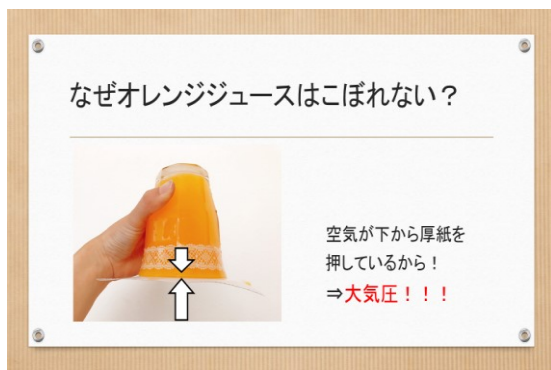 なぜオレンジジュースはこぼれない？
空気が下から厚紙を
押しているから！
⇒大気圧！！！